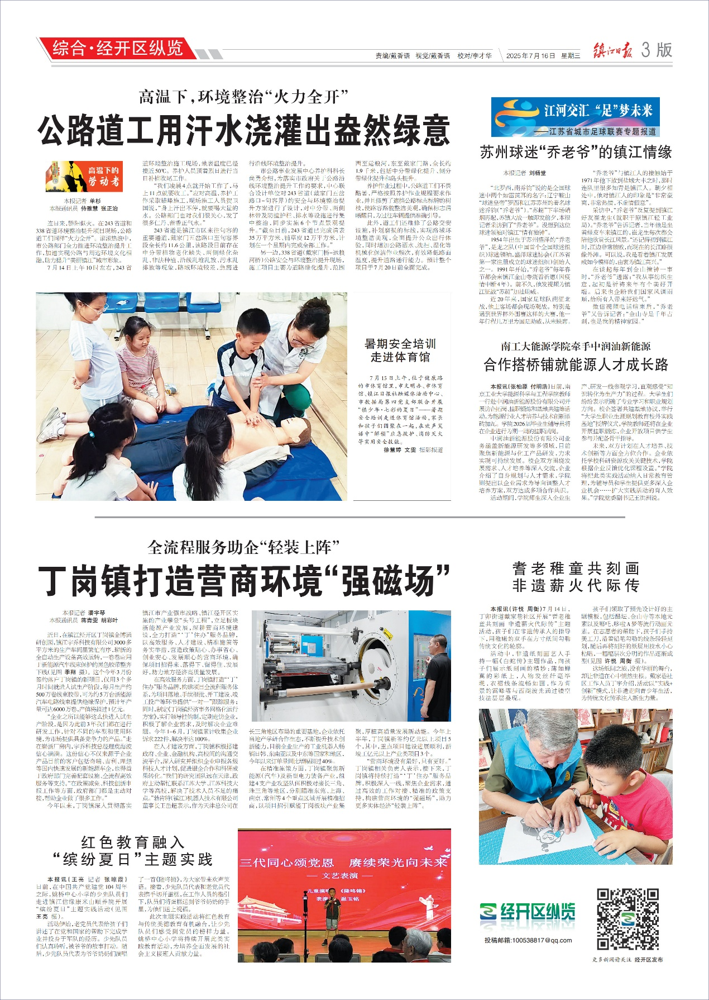 综合·经开区纵览
责编/戴香语 视觉/戴香语 校对/李才华
2025年7月16日 星期三
镇江日报 3版
高温下,环境整治“火力全开”
公路道工用汗水浇灌出盎然绿意
高温下的
劳动者
本报记者 单杉
本报通讯员 侍雅慧 张正治
连日来,骄阳似火。在243省道和
338省道环境整治提升项目现场,公路
道工们同样“火力全开”。滚滚热浪中,
市公路部门全力推进环境整治提升工
作,加速实现公路与周边环境文化相
融,助力提升“美丽镇江”城市形象。
7月14日上午10时左右,243省
道环境整治施工现场,地表温度已经
接近50℃。养护人员顶着烈日进行当
日补植收尾工作。
“我们凌晨4点就开始工作了,马
上11点就要收工。”应对高温,养护工
作采取错峰施工,现场施工人员贺卫
国说,“身上汗出不停,就要喝大量的
水。公路部门也对我们很关心,发了
很多仁丹、藿香正气水。”
243省道是镇江市区来往句容的
重要通道,戴家门五岔路口至句容界
段全长约11.6公里,该路段目前存在
中分带植物老化缺失、两侧绿化杂
乱、非法种植、沿线乱堆乱放、污水乱
排放等现象,路域环境较差,急需进
行沿线环境整治提升。
市公路事业发展中心养护科科长
尚勇介绍,为落实市政府关于公路沿
线环境整治提升工作的要求,中心联
合设计单位对243省道(戴家门五岔
路口-句容界)的安全与环境整治提
升方案进行了设计,对中分带、两侧
林带及防撞护栏、排水等设施进行集
中整治,同步实施6个节点景观提
升。“截至目前,243省道已完成清表
35万平方米,铺草皮12万平方米,计
划在一个星期内完成全部工作。”
另一边,338省道(戴家门桥-运粮
河桥)公路安全与环境整治提升现场,
施工项目主要为道路绿化提升,范围
西至运粮河,东至戴家门路,全长约
1.9千米,包括中分带绿化提升、侧分
带绿化提升和岛头提升。
养护作业过程中,公路道工们不畏
酷暑,严格按照养护作业规程要求作
业,并且修剪了遮挡公路标志标牌的树
枝,使路容路貌整洁美观,确保标志清
晰醒目,为过往车辆提供准确引导。
此外,道工们还维修了公路交安
设施,补划磨损的标线,实现路域环
境整洁美观,全面提升公众出行体
验,同时增加公路洒水、洗扫、湿化等
机械化保洁作业频次,有效降低路面
温度,提升道路通行能力。预计整个
项目于7月20日前全面完成。
暑期安全培训
走进体育馆
7月15日上午,位于健康路
的市体育馆里,市文明办、市体育
馆、镇江日报社融媒体活动中心、
市数据局第四党支部联合开展
“镇少年·七彩的夏日”——暑期
安全培训走进体育馆活动,家长
和孩子们围聚在一起,在欢声笑
语中“解锁”应急救护、消防灭火
等实用安全技能。
徐慧婷 文雯 摄影报道
江河交汇 “足”梦未来
——江苏省城市足球联赛专题报道
苏州球迷“乔老爷”的镇江情缘
本报记者 刘杨堂
“北罗西,南乔钧”说的是全国球
迷中两个如雷贯耳的名字:辽宁鞍山
“球迷皇帝”罗西和江苏苏州的著名球
迷乔钧(“乔老爷”)。“苏超”下半场硝
烟再起,苏镇大战一触即发前夕,本报
记者采访到了“乔老爷”。没想到这位
球迷领袖对镇江“情有独钟”。
1954年出生于苏州盛泽的“乔老
爷”,是龙之队(中国首个全国球迷组
织)球迷领袖,盛泽球迷协会(江苏省
第一家注册成立的球迷组织)创始人
之一。1991年开始,“乔老爷”每年春
节都会来镇江金山寺烧香祈愿(因疫
情中断4年)。前不久,他发视频为镇
江征战“苏超”加油助威。
近20年来,国家足球队南征北
战,他主客场都会现场观战。特别是
遇到世界杯外围赛这样的大赛,他一
年行程几万里为国足助威,从未缺席。
“乔老爷”与镇江人的接触始于
1971年他下放到盐城大丰之时,那时
连队里很多知青是镇江人。朝夕相
处中,他对镇江人的印象是“非常豪
爽、非常热情、不虚情假意”。
采访中,“乔老爷”反复提到镇江
好友崔龙生(就职于原镇江轻工业
局)。“乔老爷”告诉记者,当年他是坐
着绿皮车来镇江的,崔龙生每次都会
陪他欣赏长江风景。“还记得初到镇江
时,江边非常破败,而现在的长江路很
像外滩。可以说,我是看着镇江发展
成如今模样的,由衷为镇江高兴。”
在谈起每年到金山撞钟一事
时,“乔老爷”透露:“我从事纺织生
意,起初是祈祷来年有个美好开
端。后来也企盼我们国家风调雨
顺,给所有人带来好运气。”
微信视频电话结束后,“乔老
爷”又告诉记者:“金山寺是千年古
刹,也是我的精神家园。”
南工大能源学院牵手中润油新能源
合作搭桥铺就能源人才成长路
本报讯(张柏源 付明浩)日前,南
京工业大学能源科学与工程学院教师
一行赴中润油新能源股份有限公司开
展访企拓岗、挂职锻炼和基地共建等活
动,为能源行业人才培养与技术创新添
砖加瓦。学院2026届毕业生辅导员将
在企业进行为期一周的挂职试岗。
中润油新能源股份有限公司业
务涵盖新能源研发等多领域,目前
聚焦新能源与化工产品研发,力求
实现可持续发展。校企双方围绕发
展需求、人才培养等深入交流,企业
介绍了自身规划与人才需求,学院
则提出以企业需求为导向调整人才
培养方案,双方达成多项合作共识。
活动期间,学院师生深入企业生
产、研发一线参观学习,直观感受“知
识转化为生产力”的过程。大学生们
纷纷表示明确了专业学习和职业规划
方向。校企签署共建基地协议,举行
“大学生职业生涯规划教育校外实践
基地”授牌仪式,学院教师还将在企业
开展挂职锻炼,企业开放项目供学生
参与并配备骨干指导。
未来,双方计划在人才培养、技
术创新等方面全方位合作。企业依
托学校科研资源攻关关键技术,学院
根据企业反馈优化课程设置。“学院
将把此类实践活动纳入日常教育管
理,为辅导员和学生提供更多深入企
业机会……扩大实践活动的育人效
果。”学院党委副书记王洪洲说。
全流程服务助企“轻装上阵”
丁岗镇打造营商环境“强磁场”
本报记者 潘宇琴
本报通讯员 蒋青雯 胡彩叶
近日,在镇江经开区丁岗镇金博通
研创园,镇江宇乔科技有限公司3000多
平方米的生产车间里繁忙有序,崭新的
全自动生产设备高效运转,一卷卷应用
于新能源汽车线束保护的黑色胶带整齐
下线(见图 季翔 摄)。这个今年3月份
签约落户丁岗镇的新项目,仅用3个多
月时间就进入试生产阶段,每月生产约
500万卷线束胶带,可为约5万台新能源
汽车电路线束提供绝缘保护,预计年产
量可达6000万卷,产值将超过1亿元。
“企业之所以能够这么快进入试生
产阶段,是因为此前3年我们都在进行
研发工作,针对不同的车型和使用环
境,为市场提供具备竞争力的产品。”走
在崭新厂房内,宇乔科技总经理虞海波
信心满满。这份信心不仅来源于企业
产品目前的客户包括奇瑞、吉利、理想
等国内快速发展的新能源车企,也得益
于政府部门完善配套设施、全流程高效
服务等支持。“在政策减免、科技创新申
报工作等方面,政府部门都是主动对
接,帮助企业做了很多工作。”
今年以来,丁岗镇深入贯彻落实
镇江市产业强市战略、镇江经开区实
施的产业攀登“头号工程”,立足板块
新能源产业发展,深耕营商环境建
设,全力打造“‘丁’住办”服务品牌,
以高效服务、人才建设、精准施策等
务实举措,营造政策贴心、办事省心、
创业安心、发展顺心的营商环境,确
保项目招得来、落得下、留得住、发展
好,助力地方经济高质量发展。
在高效服务方面,丁岗镇打造“‘丁’
住办”服务品牌,构建项目全流程服务体
系,为项目落地、手续报批、开工建设、竣
工投产等环节提供“一对一”跟踪服务;
同时,制定《丁岗镇经济事务网格化运行
方案》,实行领导挂钩制,定期走访企业,
积极了解企业需求,及时解决企业难
题。今年1-6月,丁岗镇累计收集企业
诉求222件,解决率达100%。
在人才建设方面,丁岗镇积极搭建
政府、企业、金融机构、高校间的沟通交
流平台,深入研究并组织企业申报各级
科技人才计划,促进银企合作和科研成
果转化。“我们的研究团队远在天津,政
府主动帮忙联系江苏大学、江苏科技大
学等高校,解决了技术人员不足的痛
点。”勃肯特(镇江)机器人技术有限公司
董事长王岳超表示,作为天津总公司在
长三角地区布局的重要基地,企业依托
当地产学研合作生态,不断提升技术创
新能力,目前企业生产的工业机器人畅
销日韩、东南亚以及中东等国家和地区,
今年以来订单量同比增幅超过40%。
在精准施策方面,丁岗镇聚焦新
能源(汽车)及新型电力装备产业,组
建4支产业攻坚队伍积极对接长三角、
珠三角等地区,分别瞄准东莞、上海、
南京、常州等4个重点区域开展精准招
商,以项目招引赋能丁岗板块产业集
聚,厚植高质量发展新动能。今年上
半年,丁岗镇新签约亿元以上项目5
个,其中,重点项目建设进展顺利,新
竣工亿元以上产业类项目3个。
“营商环境没有最好,只有更好。”
丁岗镇相关负责人表示,接下来,丁
岗镇将持续打造“‘丁’住办”服务品
牌,积极深入一线,聚焦企业需求,通
过高效的工作对接、精准的政策支
持,构建营商环境的“强磁场”,助力
更多实体经济“轻装上阵”。
耆老稚童共刻画
非遗薪火代际传
本报讯(许悦 周衡)7月14日,
丁卯街道戴家巷社区开展“耆老稚
童共刻画 非遗薪火代际传”主题
活动,孩子们在非遗传承人的指导
下,用稚嫩的双手在方寸纸间勾勒
传统文化的轮廓。
活动中,非遗纸刻画艺人手
持一幅《白蛇传》主题作品,向孩
子们展示纸刻画的精妙:薄如蝉
翼的彩纸上,人物发丝纤毫毕
现,衣褶线条流畅如画,作为背
景的雷峰塔与西湖波光通过镂空
技法层层叠现。
孩子们领取了预先设计好的主
题模板,包括醋坛、金山寺等本地元
素以及哪吒、哆啦A梦等流行动画元
素。在志愿者的帮助下,孩子们手持
美工刀,沿着铅笔勾勒的线条轻轻刻
划,随后再将刻好的纸层用胶水小心
粘贴,一幅幅层次分明的作品逐渐成
型(见图 许悦 周衡 摄)。
这场纸间之旅,没有华丽的舞台,
却让非遗在心中悄然生根。戴家巷社
区工作人员丁宇介绍,活动以“实践+
创新”模式,让非遗走向青少年生活,
为传统文化传承注入新生力量。
红色教育融入
“缤纷夏日”主题实践
本报讯(王亮 记者 张琼霞)
日前,在中国共产党建党104周年
之际,姚桥中心小学的少先队员们
走进镇江信缘康米山颐养院开展
“缤纷夏日”主题实践活动(见图
王亮 摄)。
活动伊始,老党员代表给孩子们
讲述了在党和国家的帮助下完成学
业并投身于军队的经历。少先队员
们认真聆听,被爷爷的故事打动。随
后,少先队员代表为爷爷奶奶们演唱
了一首《隆咚锵》,为大家带来欢声笑
语。接着,少先队员代表和老党员代
表携手切开蛋糕,在工作人员的指引
下,队员们将蛋糕送到爷爷奶奶的手
里,为他们送上祝福。
此次主题实践活动将红色教育
与传统美德教育有机融合,让少先
队员们感受到党员的榜样力量。
姚桥中心小学将持续开展此类实
践教育活动,为培养全面发展的社
会主义接班人贡献力量。
三代同心颂党恩 赓续荣光向未来
— 文艺表演 —
儿童演唱 《隆咚锵》
表演 温玉铭
经开区纵览
投稿邮箱:100538817@qq.com
更多新闻请关注 经开区发布